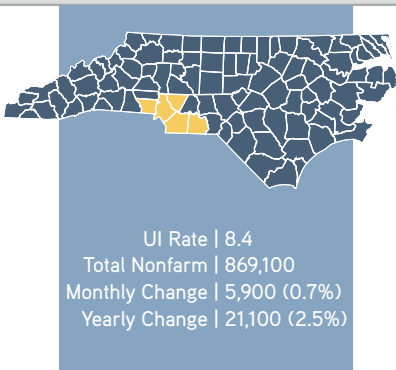 UI Rate | 8.4
Total Nonfarm | 869,100
Monthly Change | 5,900 (0.7%)
Yearly Change | 21,100 (2.5%)